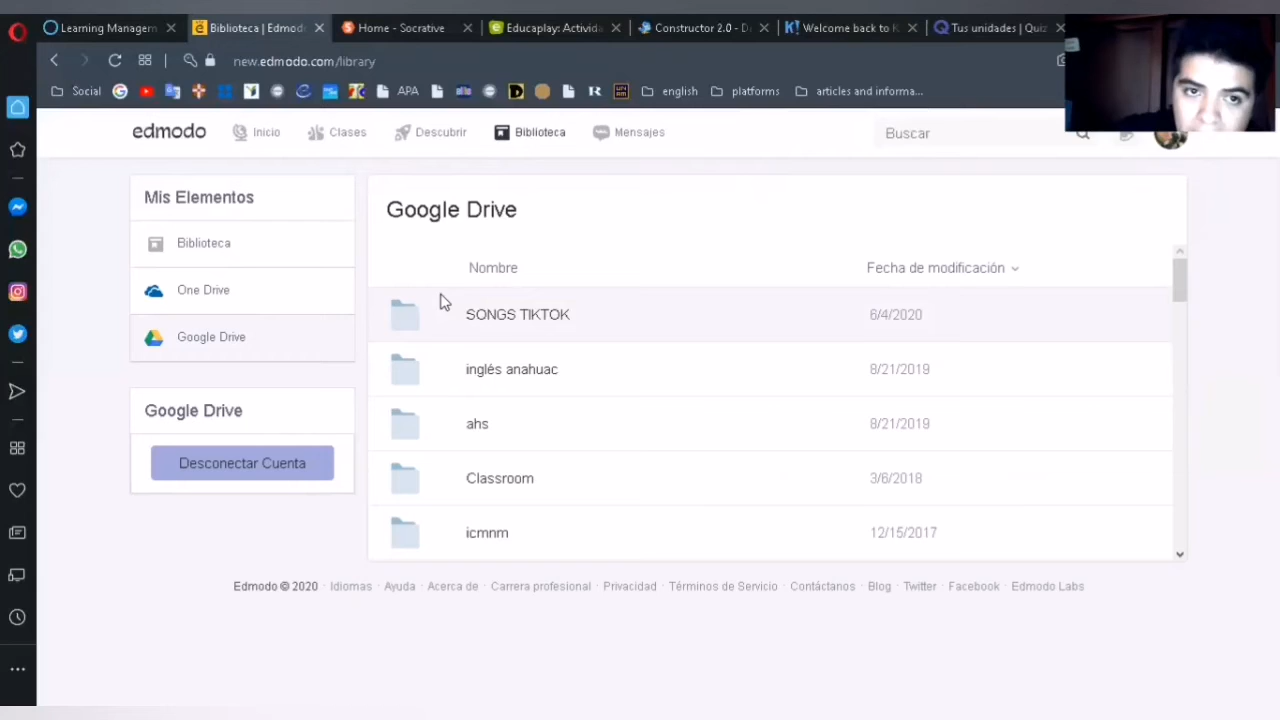 Learning Managem
Biblioteca | Edmodo
Home - Socrative
Educaplay: Activida
Constructor 2.0 - D
Welcome back to K
Tus unidades | Quiz
new.edmodo.com/library
Social
APA
english
platforms
articles and informa...
edmodo
Inicio
Clases
Descubrir
Biblioteca
Mensajes
Buscar
Mis Elementos
Biblioteca
One Drive
Google Drive
Google Drive
Desconectar Cuenta
Google Drive
Nombre
Fecha de modificación
SONGS TIKTOK 6/4/2020
inglés anahuac 8/21/2019
ahs 8/21/2019
Classroom 3/6/2018
icmnm 12/15/2017
Edmodo © 2020 · Idiomas · Ayuda · Acerca de · Carrera profesional · Privacidad · Términos de Servicio · Contáctanos · Blog · Twitter · Facebook · Edmodo Labs